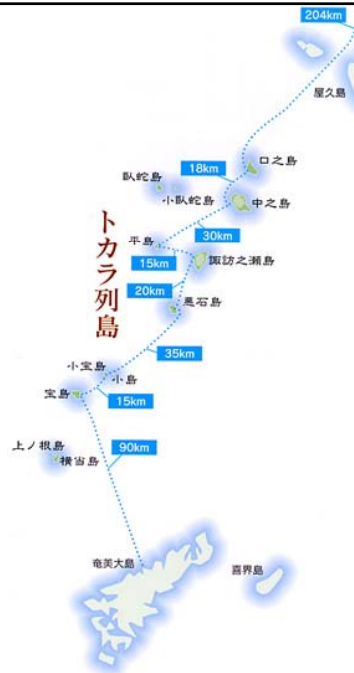 204km
屋久島
口之島
18km
臥蛇島
小臥蛇島
中之島
30km
平島
15km
諏訪之瀬島
トカラ列島
20km
悪石島
35km
小宝島
小島
宝島
15km
上ノ根島
横当島
90km
奄美大島
喜界島